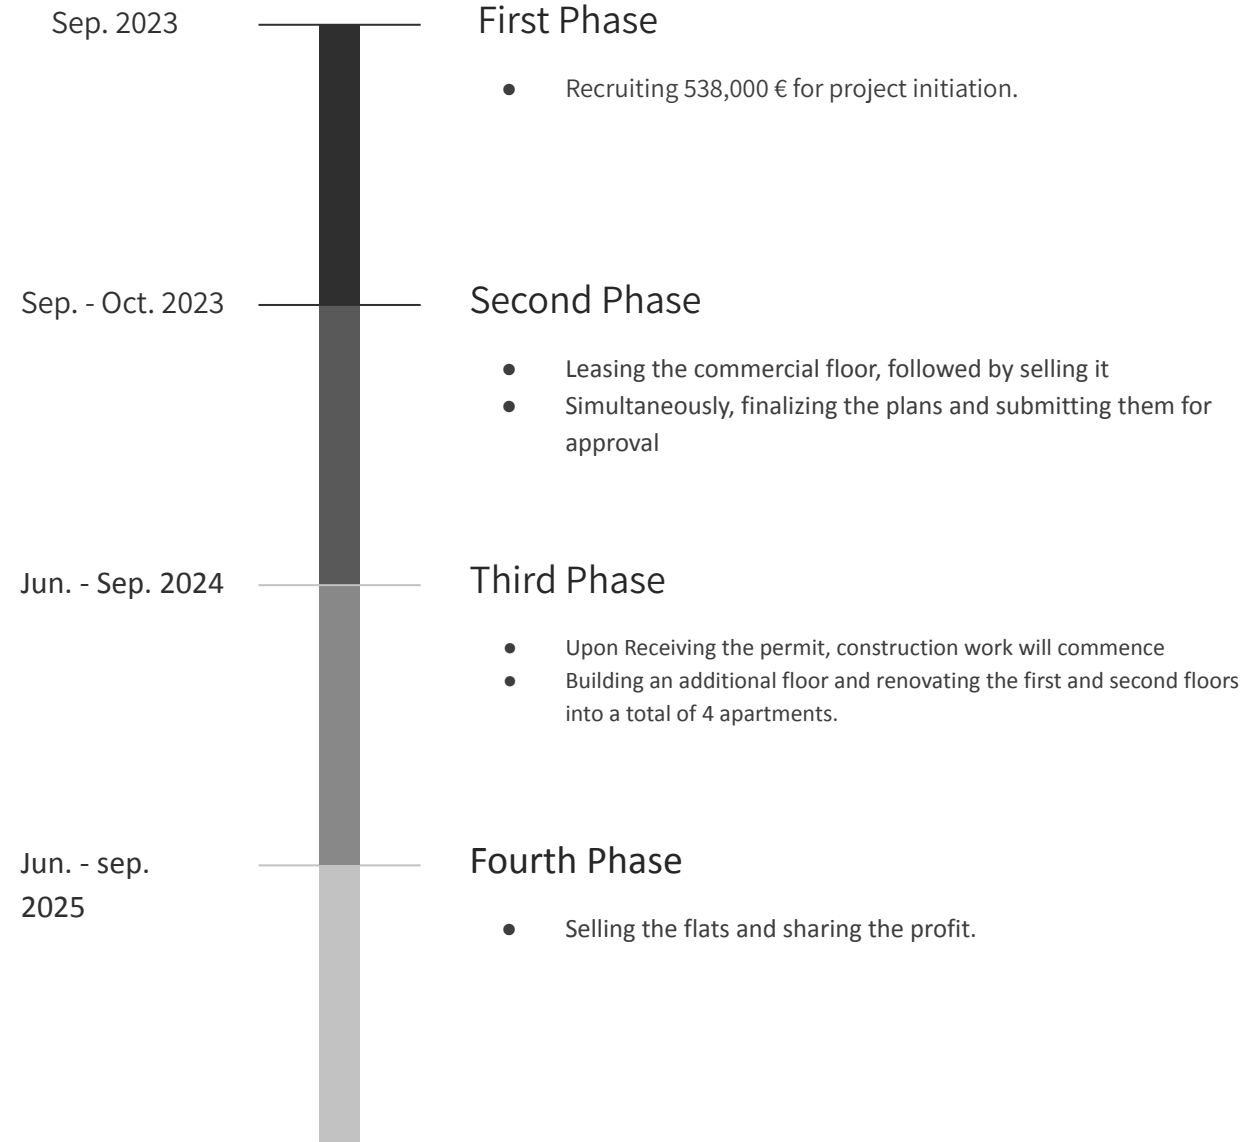 Sep. 2023
First Phase
● Recruiting 538,000 € for project initiation.
Sep. - Oct. 2023
Second Phase
● Leasing the commercial floor, followed by selling it
● Simultaneously, finalizing the plans and submitting them for
approval
Jun. - Sep. 2024
Third Phase
● Upon Receiving the permit, construction work will commence
● Building an additional floor and renovating the first and second floors
into a total of 4 apartments.
Jun. - sep.
2025
Fourth Phase
● Selling the flats and sharing the profit.